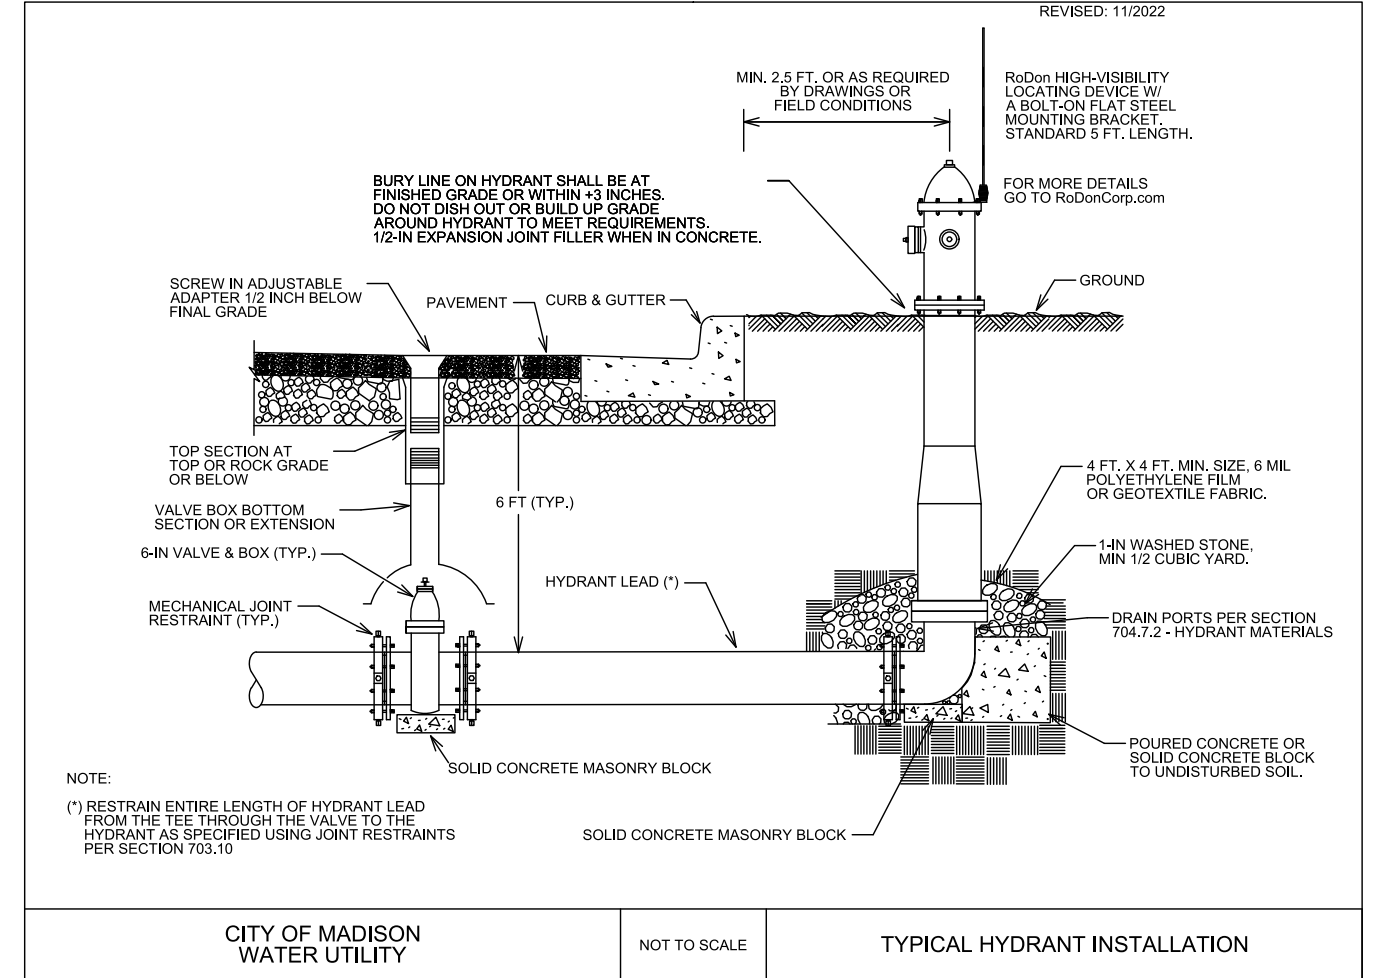 REVISED: 11/2022
MIN. 2.5 FT. OR AS REQUIRED
BY DRAWINGS OR
FIELD CONDITIONS
RoDon HIGH-VISIBILITY
LOCATING DEVICE W/
A BOLT-ON FLAT STEEL
MOUNTING BRACKET.
STANDARD 5 FT. LENGTH.
FOR MORE DETAILS
GO TO RoDonCorp.com
BURY LINE ON HYDRANT SHALL BE AT
FINISHED GRADE OR WITHIN +3 INCHES.
DO NOT DISH OUT OR BUILD UP GRADE
AROUND HYDRANT TO MEET REQUIREMENTS.
1/2-IN EXPANSION JOINT FILLER WHEN IN CONCRETE.
SCREW IN ADJUSTABLE
ADAPTER 1/2 INCH BELOW
FINAL GRADE
PAVEMENT
CURB & GUTTER
GROUND
TOP SECTION AT
TOP OR ROCK GRADE
OR BELOW
VALVE BOX BOTTOM
SECTION OR EXTENSION
6-IN VALVE & BOX (TYP.)
MECHANICAL JOINT
RESTRAINT (TYP.)
6 FT (TYP.)
HYDRANT LEAD (*)
4 FT. X 4 FT. MIN. SIZE, 6 MIL
POLYETHYLENE FILM
OR GEOTEXTILE FABRIC.
1-IN WASHED STONE,
MIN 1/2 CUBIC YARD.
DRAIN PORTS PER SECTION
704.7.2 - HYDRANT MATERIALS
POURED CONCRETE OR
SOLID CONCRETE BLOCK
TO UNDISTURBED SOIL.
SOLID CONCRETE MASONRY BLOCK
SOLID CONCRETE MASONRY BLOCK
NOTE:
(*) RESTRAIN ENTIRE LENGTH OF HYDRANT LEAD
FROM THE TEE THROUGH THE VALVE TO THE
HYDRANT AS SPECIFIED USING JOINT RESTRAINTS
PER SECTION 703.10
CITY OF MADISON
WATER UTILITY
NOT TO SCALE
TYPICAL HYDRANT INSTALLATION